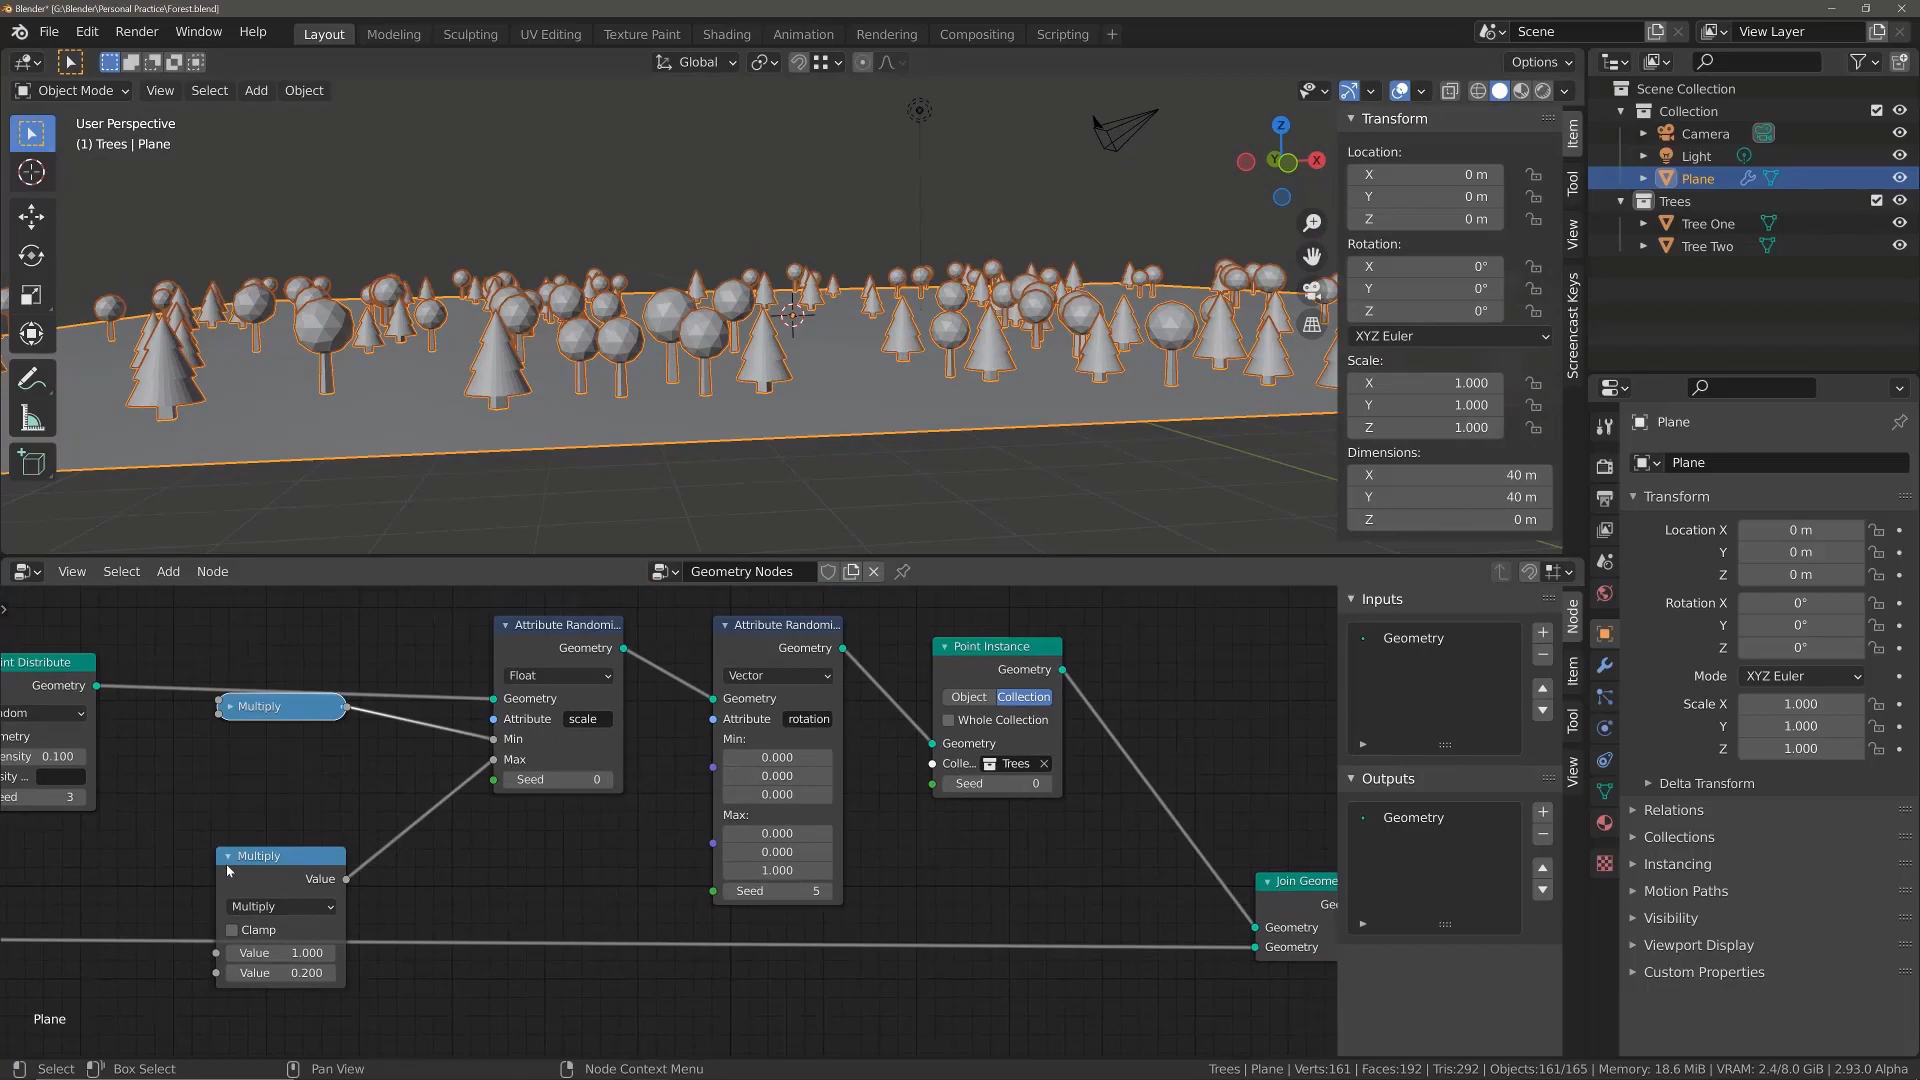 Blender* [G:\Blender\Personal Practice\Forest.blend]
File Edit Render Window Help
Layout Modeling Sculpting UV Editing Texture Paint Shading Animation Rendering Compositing Scripting +
Scene
View Layer
Global
Options
Object Mode View Select Add Object
User Perspective
(1) Trees | Plane
Z
Y
X
Transform
Location:
X 0 m
Y 0 m
Z 0 m
Rotation:
X 0°
Y 0°
Z 0°
XYZ Euler
Scale:
X 1.000
Y 1.000
Z 1.000
Dimensions:
X 40 m
Y 40 m
Z 0 m
Item
Tool
View
Screencast Keys
Scene Collection
Collection
Camera
Light
Plane
Trees
Tree One
Tree Two
Plane
Plane
Transform
Location X 0 m
Y 0 m
Z 0 m
Rotation X 0°
Y 0°
Z 0°
Mode XYZ Euler
Scale X 1.000
Y 1.000
Z 1.000
Delta Transform
Relations
Collections
Instancing
Motion Paths
Visibility
Viewport Display
Custom Properties
View Select Add Node
Geometry Nodes
int Distribute
Geometry
dom
metry
ensity 0.100
sity ...
eed 3
Multiply
Multiply
Value
Multiply
Clamp
Value 1.000
Value 0.200
Attribute Randomi...
Geometry
Float
Geometry
Attribute scale
Min
Max
Seed 0
Attribute Randomi...
Geometry
Vector
Geometry
Attribute rotation
Min:
0.000
0.000
0.000
Max:
0.000
0.000
1.000
Seed 5
Point Instance
Geometry
Object Collection
Whole Collection
Geometry
Colle... Trees
Seed 0
Join Geome
Ge
Geometry
Geometry
Inputs
Geometry
Outputs
Geometry
Node
Item
Tool
View
Plane
Select Box Select Pan View Node Context Menu
Trees | Plane | Verts:161 | Faces:192 | Tris:292 | Objects:161/165 | Memory: 18.6 MiB | VRAM: 2.4/8.0 GiB | 2.93.0 Alpha